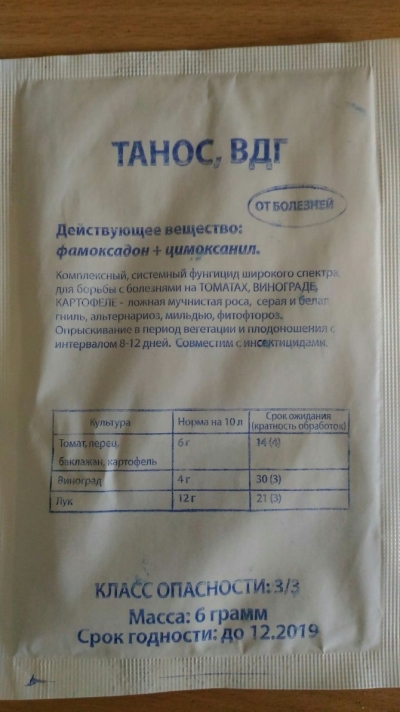 ТАНОС, ВДГ
ОТ БОЛЕЗНЕЙ
Действующее вещество:
фамоксадон + цимоксанил.
Комплексный, системный фунгицид широкого спектра
для борьбы с болезнями на ТОМАТАХ, ВИНОГРАДЕ,
КАРТОФЕЛЕ - ложная мучнистая роса, серая и белая
гниль, альтернариоз, мильдью, фитофтороз.
Опрыскивание в период вегетации и плодоношения с
интервалом 8-12 дней. Совместим с инсектицидами.
Культура
Норма на 10 л
Срок ожидания
(кратность обработок)
Томат, перец,
баклажан, картофель
6 г
14 (4)
Виноград
4 г
30 (3)
Лук
12 г
21 (3)
КЛАСС ОПАСНОСТИ: 3/3
Масса: 6 грамм
Срок годности: до 12.2019